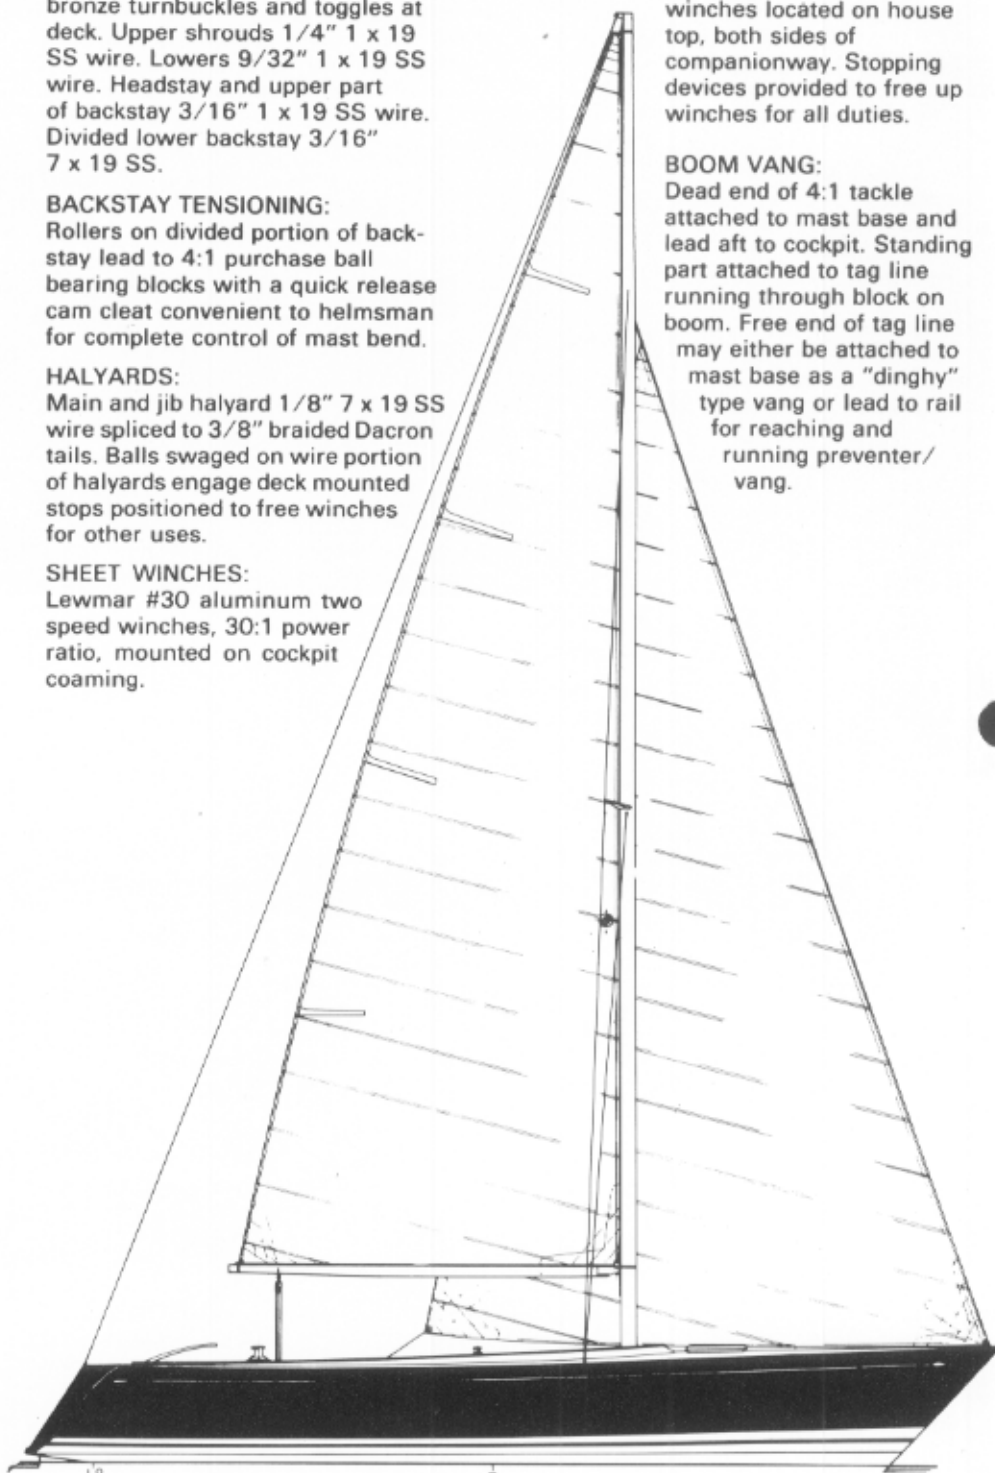 bronze turnbuckles and toggles at
deck. Upper shrouds 1/4" 1 x 19
SS wire. Lowers 9/32" 1 x 19 SS
wire. Headstay and upper part
of backstay 3/16" 1 x 19 SS wire.
Divided lower backstay 3/16"
7 x 19 SS.
BACKSTAY TENSIONING:
Rollers on divided portion of back-
stay lead to 4:1 purchase ball
bearing blocks with a quick release
cam cleat convenient to helmsman
for complete control of mast bend.
HALYARDS:
Main and jib halyard 1/8" 7 x 19 SS
wire spliced to 3/8" braided Dacron
tails. Balls swaged on wire portion
of halyards engage deck mounted
stops positioned to free winches
for other uses.
SHEET WINCHES:
Lewmar #30 aluminum two
speed winches, 30:1 power
ratio, mounted on cockpit
coaming.
winches located on house
top, both sides of
companionway. Stopping
devices provided to free up
winches for all duties.
BOOM VANG:
Dead end of 4:1 tackle
attached to mast base and
lead aft to cockpit. Standing
part attached to tag line
running through block on
boom. Free end of tag line
may either be attached to
mast base as a "dinghy"
type vang or lead to rail
for reaching and
running preventer/
vang.